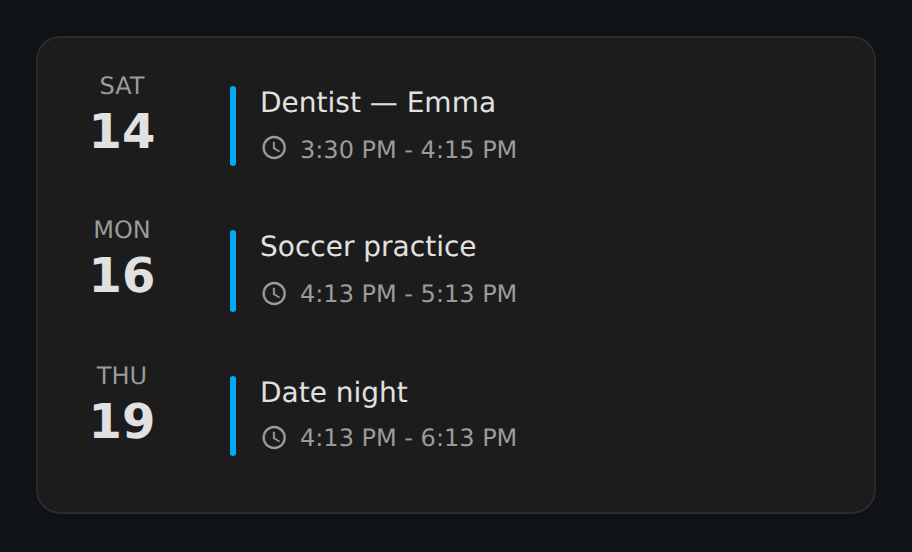 SAT
14
Dentist — Emma
3:30 PM - 4:15 PM
MON
16
Soccer practice
4:13 PM - 5:13 PM
THU
19
Date night
4:13 PM - 6:13 PM